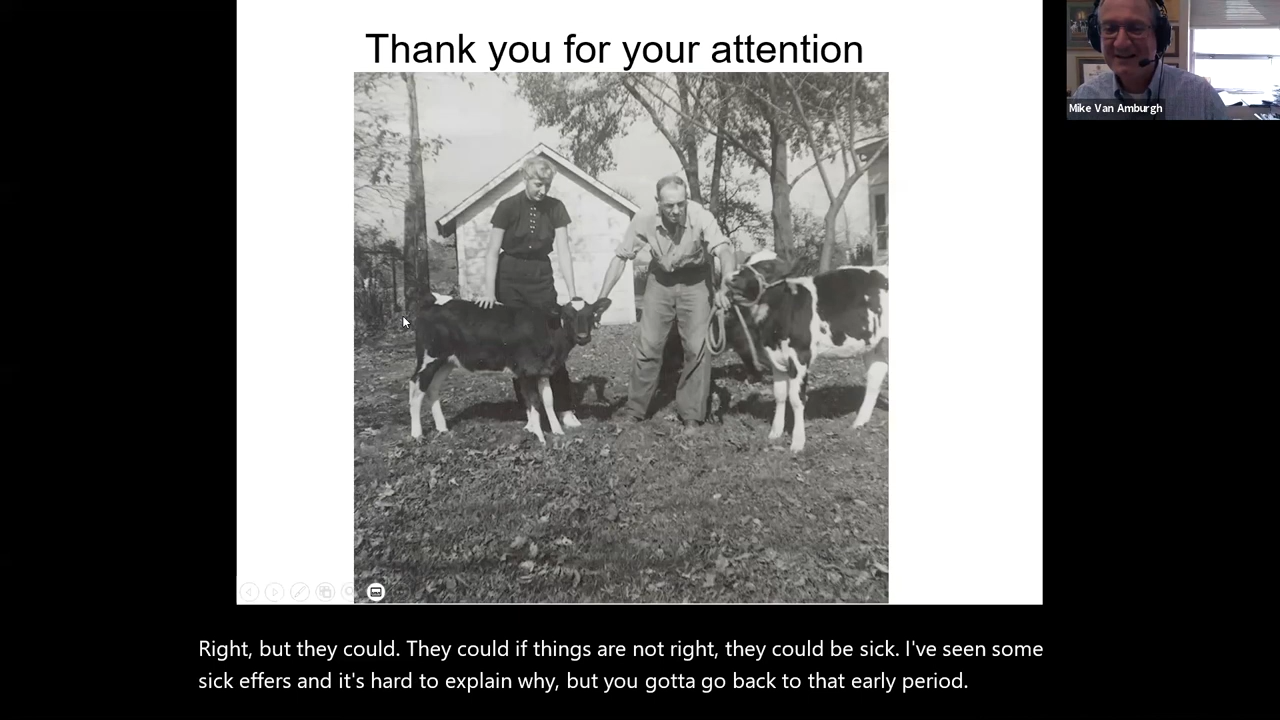 Thank you for your attention
Mike Van Amburgh
Right, but they could. They could if things are not right, they could be sick. I've seen some
sick effers and it's hard to explain why, but you gotta go back to that early period.